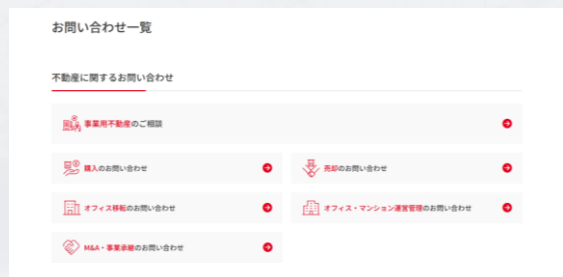 お問い合わせ一覧
不動産に関するお問い合わせ
事業用不動産のご相談
購入のお問い合わせ
売却のお問い合わせ
オフィス移転のお問い合わせ
オフィス・マンション運営管理のお問い合わせ
M&A・事業承継のお問い合わせ